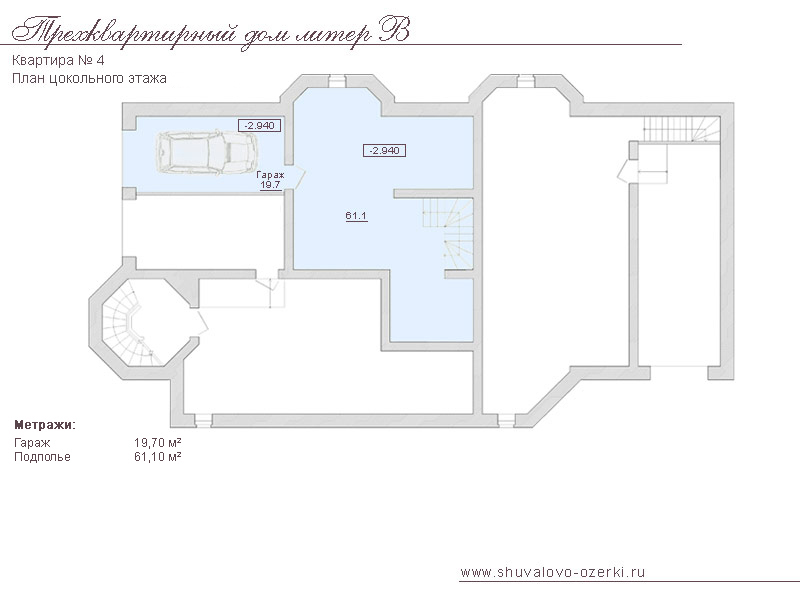 Трехквартирный дом литер В
Квартира № 4
План цокольного этажа
-2.940
-2.940
Гараж
19.7
61.1
Метражи:
Гараж 19,70 м²
Подполье 61,10 м²
www.shuvalovo-ozerki.ru